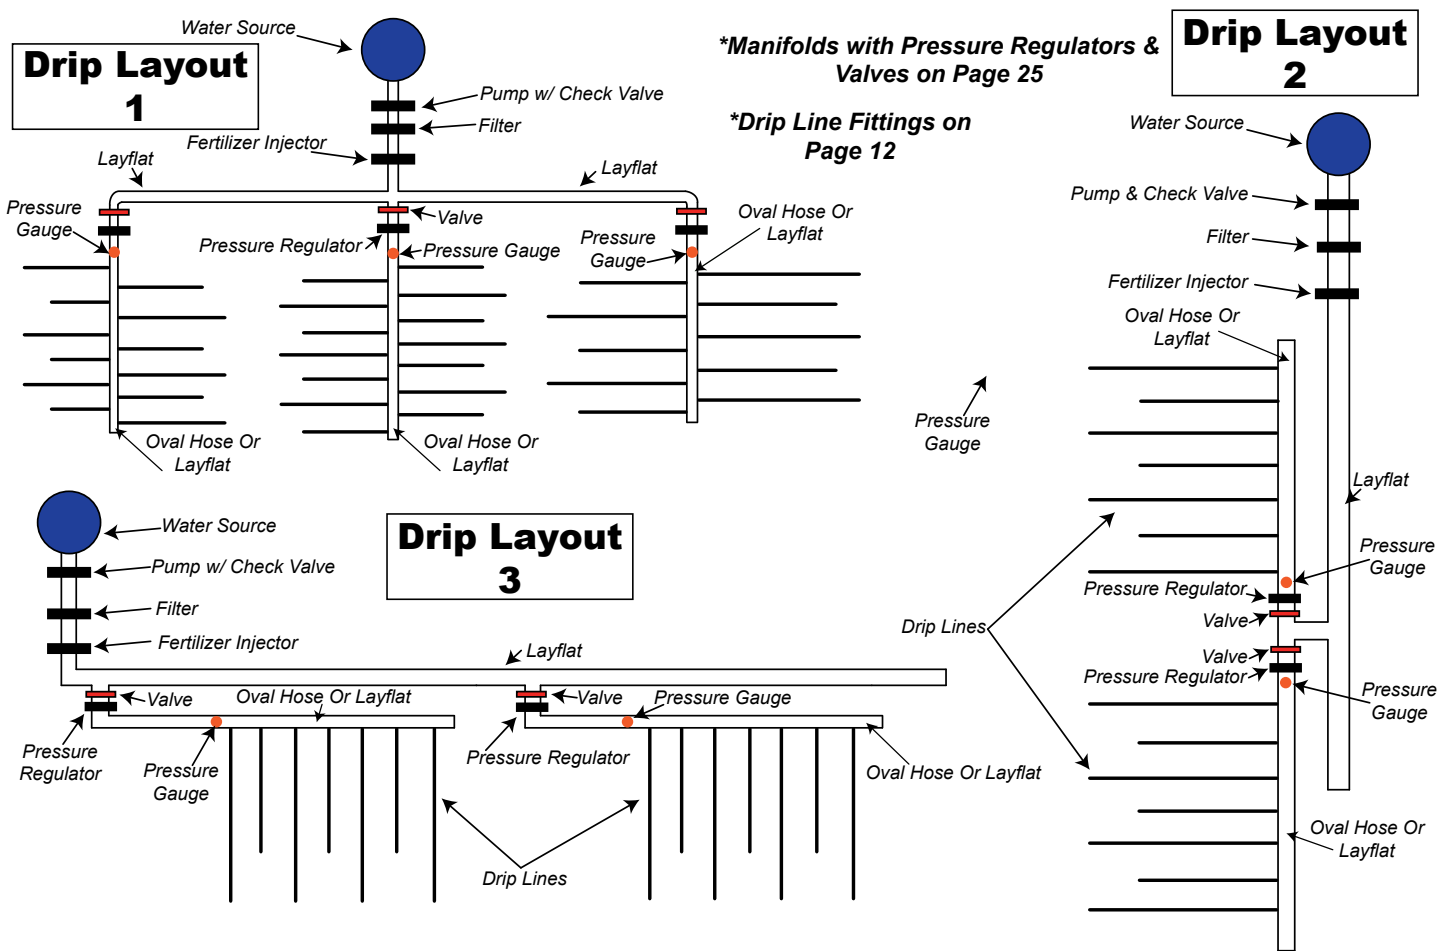 Drip Layout
1
Water Source
Pump w/ Check Valve
Filter
Fertilizer Injector
Layflat
Layflat
Pressure
Gauge
Valve
Pressure Regulator
Pressure Gauge
Pressure
Gauge
Oval Hose Or
Layflat
Oval Hose Or
Layflat
Oval Hose Or
Layflat
*Manifolds with Pressure Regulators &
Valves on Page 25
*Drip Line Fittings on
Page 12
Drip Layout
2
Water Source
Pump & Check Valve
Filter
Fertilizer Injector
Oval Hose Or
Layflat
Pressure
Gauge
Layflat
Pressure
Gauge
Pressure Regulator
Valve
Drip Lines
Valve
Pressure Regulator
Pressure
Gauge
Oval Hose Or
Layflat
Drip Layout
3
Water Source
Pump w/ Check Valve
Filter
Fertilizer Injector
Layflat
Valve
Oval Hose Or Layflat
Valve
Pressure Gauge
Pressure
Regulator
Pressure
Gauge
Pressure Regulator
Oval Hose Or Layflat
Drip Lines